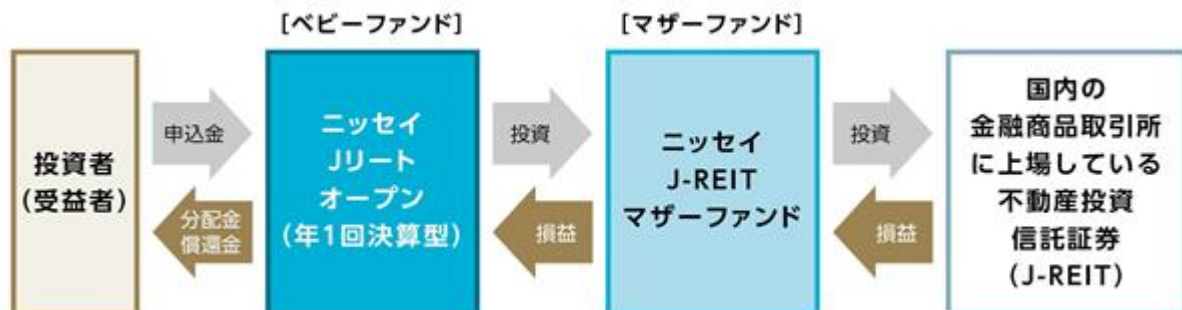 [ベビーファンド]
[マザーファンド]
投資者
(受益者)
申込金
分配金
償還金
ニッセイ
Jリート
オープン
(年1回決算型)
投資
損益
ニッセイ
J-REIT
マザーファンド
投資
損益
国内の
金融商品取引所
に上場している
不動産投資
信託証券
(J-REIT)